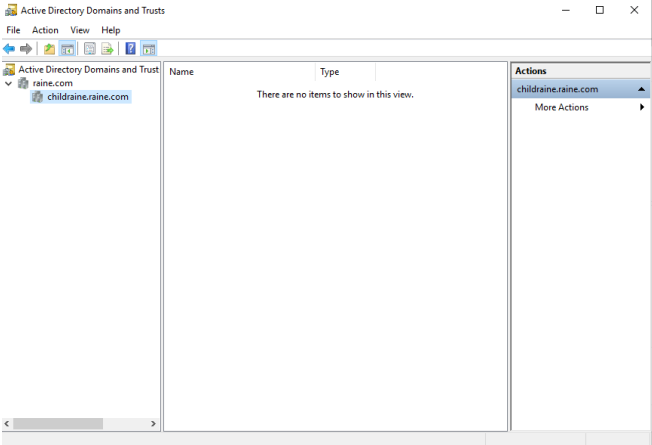 Active Directory Domains and Trusts
File Action View Help
Active Directory Domains and Trust
raine.com
childraine.raine.com
Name Type
There are no items to show in this view.
Actions
childraine.raine.com
More Actions